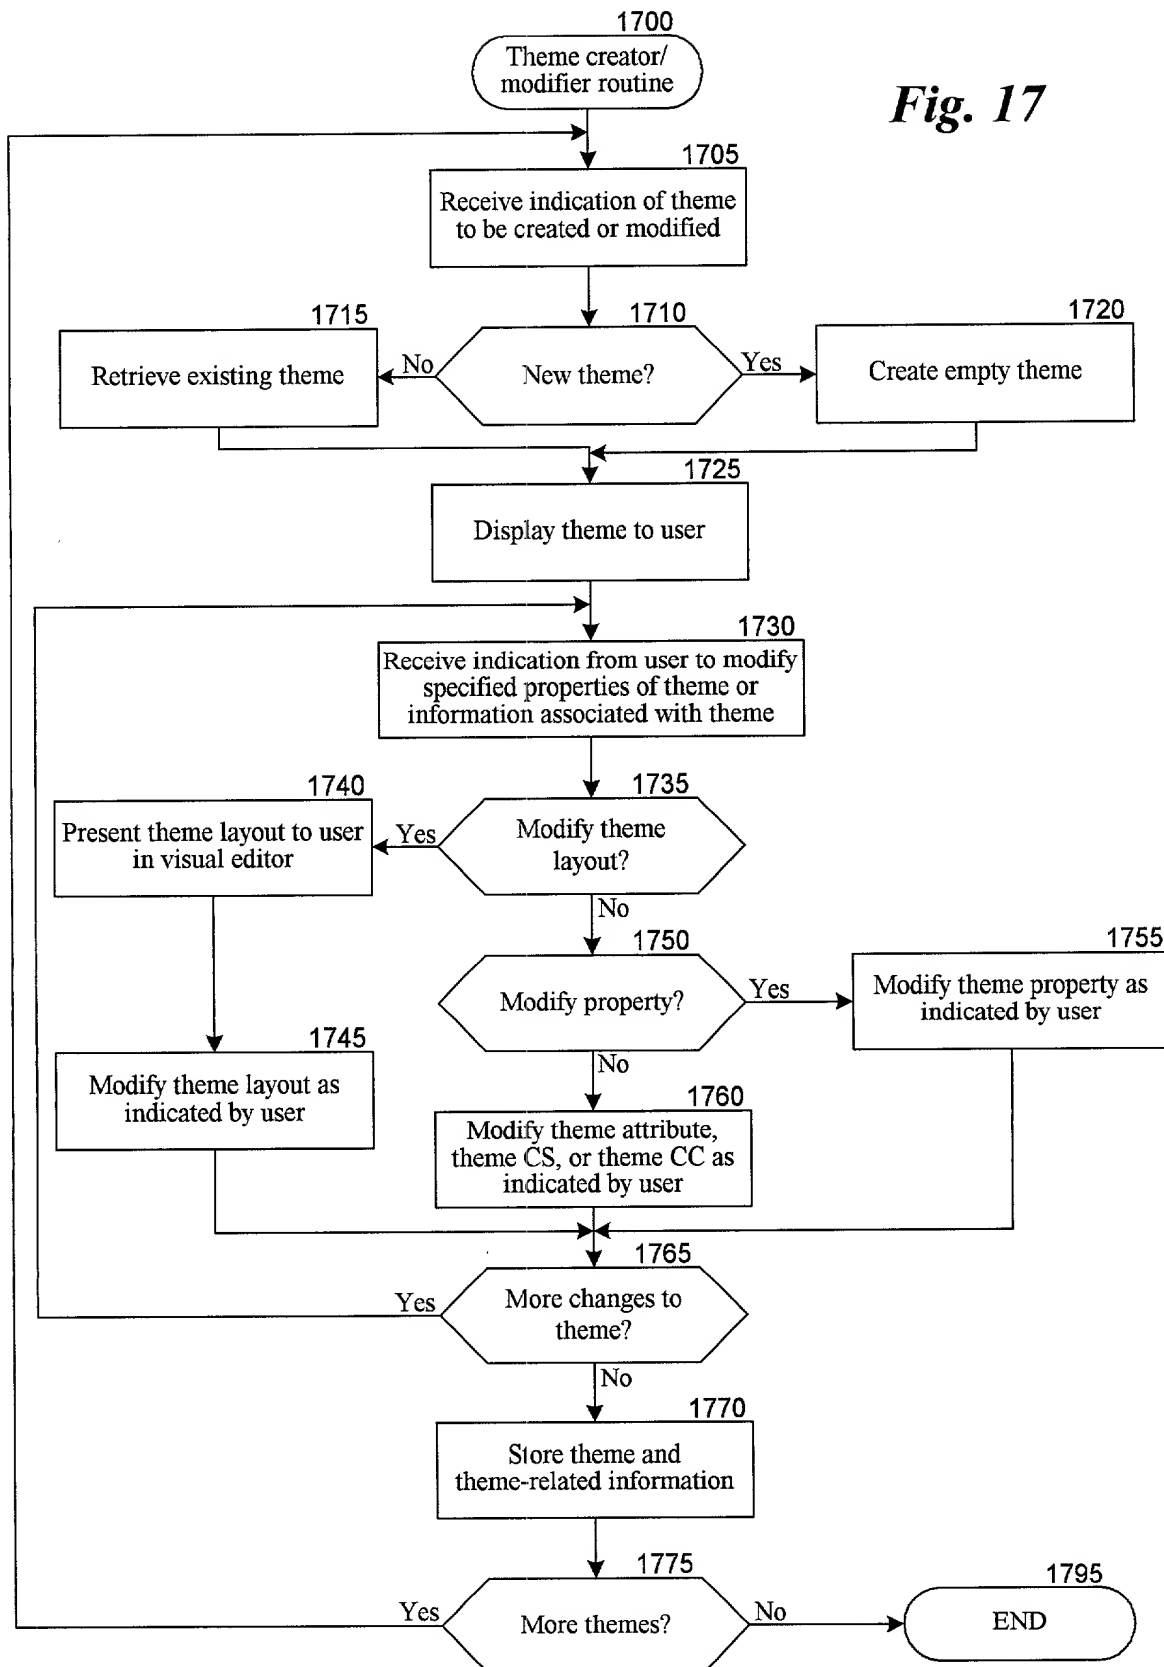 1700
Theme creator/
modifier routine
Fig. 17
1705
Receive indication of theme
to be created or modified
1715
1710
1720
Retrieve existing theme
No
New theme?
Yes
Create empty theme
1725
Display theme to user
1730
Receive indication from user to modify
specified properties of theme or
information associated with theme
1740
1735
Present theme layout to user
in visual editor
Yes
Modify theme
layout?
No
1750
1755
Modify property?
Yes
Modify theme property as
indicated by user
No
1745
Modify theme layout as
indicated by user
1760
Modify theme attribute,
theme CS, or theme CC as
indicated by user
1765
Yes
More changes to
theme?
No
1770
Store theme and
theme-related information
1775
1795
Yes
More themes?
No
END